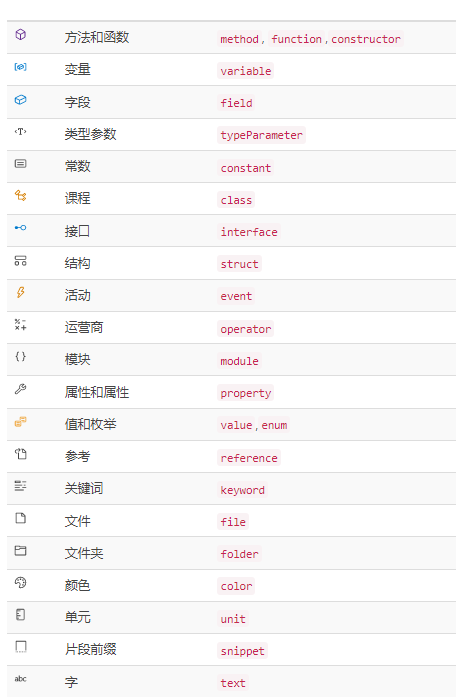 方法和函数 method, function, constructor
[] 变量 variable
字段 field
<T> 类型参数 typeParameter
常数 constant
课程 class
接口 interface
结构 struct
活动 event
运营商 operator
{} 模块 module
属性和属性 property
值和枚举 value, enum
参考 reference
关键词 keyword
文件 file
文件夹 folder
颜色 color
单元 unit
片段前缀 snippet
abc 字 text